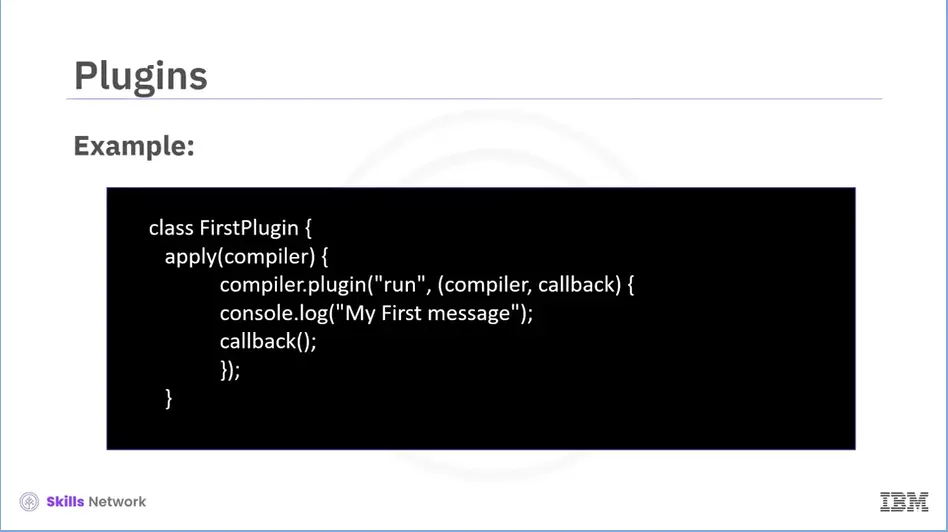 Plugins
Example:
class FirstPlugin {
apply(compiler) {
compiler.plugin("run", (compiler, callback) {
console.log("My First message");
callback();
});
}
Skills Network
IBM